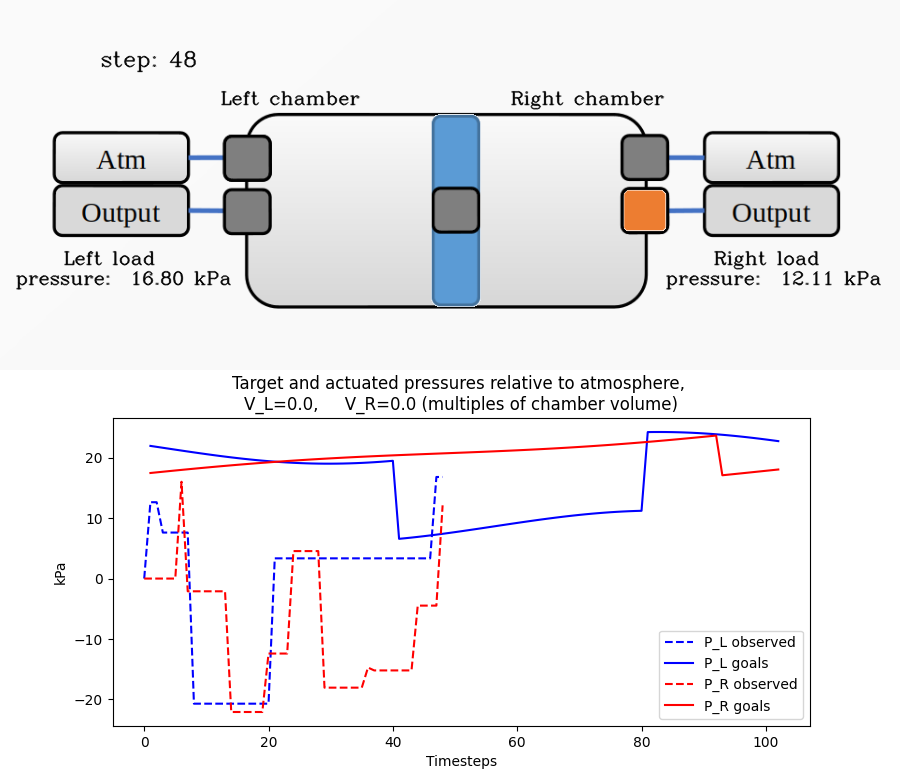 step: 48
Left chamber
Right chamber
Atm
Atm
Output
Output
Left load
pressure: 16.80 kPa
Right load
pressure: 12.11 kPa
Target and actuated pressures relative to atmosphere,
V_L=0.0, V_R=0.0 (multiples of chamber volume)
kPa
20
10
0
−10
−20
P_L observed
P_L goals
P_R observed
P_R goals
0 20 40 60 80 100
Timesteps